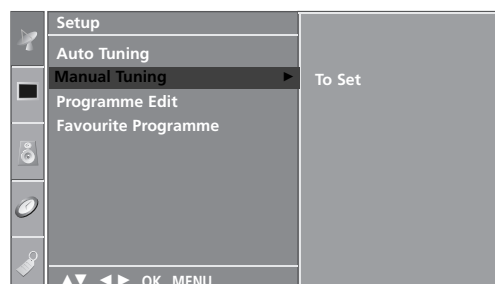 Setup
Auto Tuning
Manual Tuning ►
To Set
Programme Edit
Favourite Programme
▲▼ ◄► OK MENU